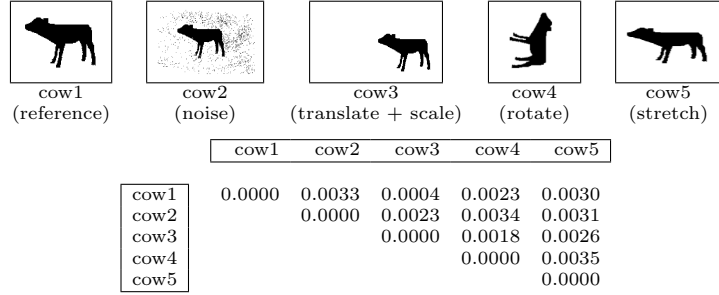 cow1 cow2 cow3 cow4 cow5
(reference) (noise) (translate + scale) (rotate) (stretch)
cow1 cow2 cow3 cow4 cow5
cow1 0.0000 0.0033 0.0004 0.0023 0.0030
cow2 0.0000 0.0023 0.0034 0.0031
cow3 0.0000 0.0018 0.0026
cow4 0.0000 0.0035
cow5 0.0000